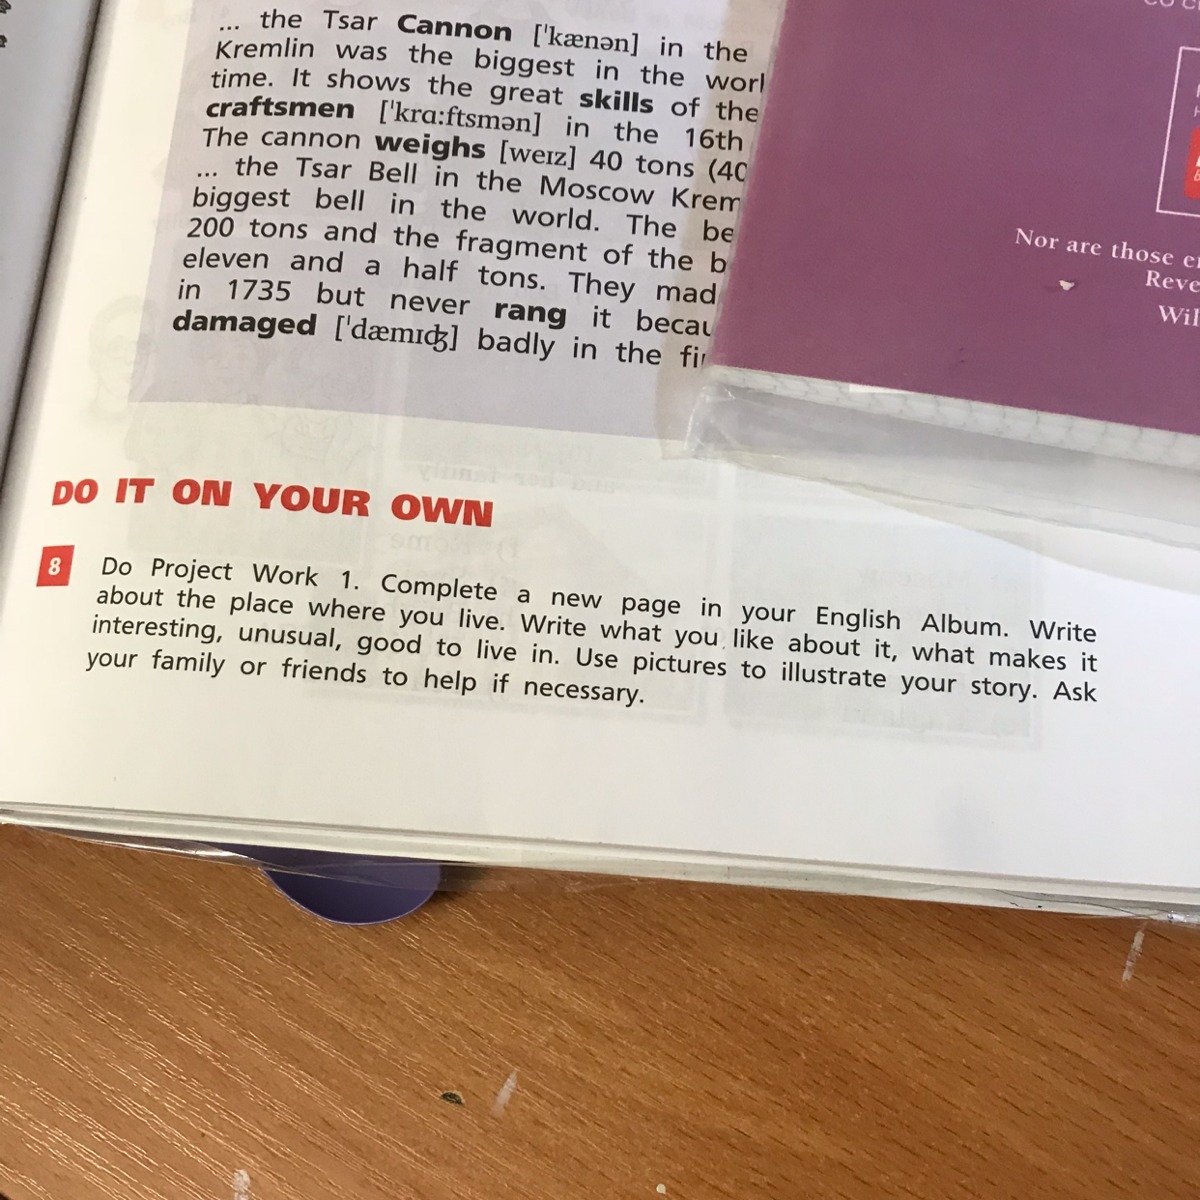 ... the Tsar Cannon ['kænən] in the
Kremlin was the biggest in the
time. It shows the great skills of the
craftsmen ['krɑ:ftsmən] in the 16th
The cannon weighs [weɪz] 40 tons (40
... the Tsar Bell in the Moscow Krem
biggest bell in the world. The be
200 tons and the fragment of the b
eleven and a half tons. They mad
in 1735 but never rang it becau
damaged ['dæmɪʤ] badly in the fi
Nor are those e
Reve
Wil
DO IT ON YOUR OWN
8 Do Project Work 1. Complete a new page in your English Album. Write
about the place where you live. Write what you like about it, what makes it
interesting, unusual, good to live in. Use pictures to illustrate your story. Ask
your family or friends to help if necessary.